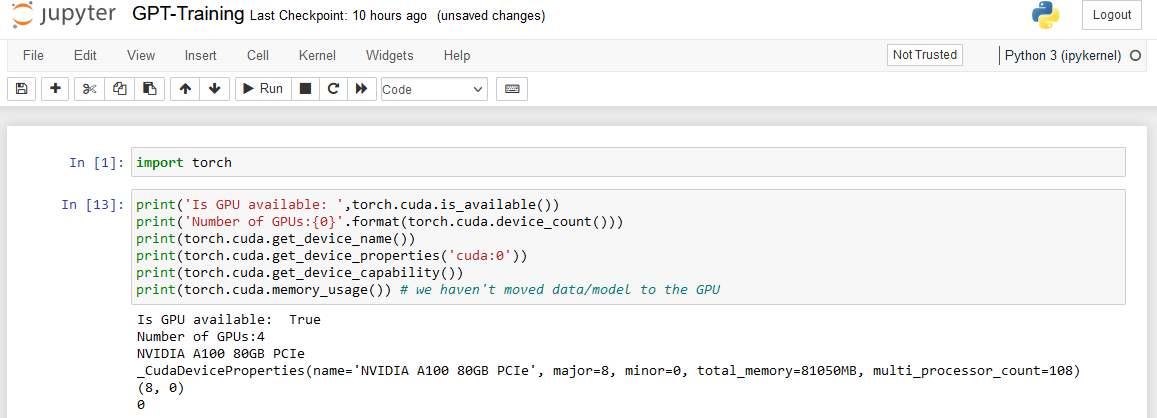 jupyter GPT-Training Last Checkpoint: 10 hours ago (unsaved changes) Logout
File Edit View Insert Cell Kernel Widgets Help Not Trusted Python 3 (ipykernel)
Run Code
In [1]: import torch
In [13]: print('Is GPU available: ',torch.cuda.is_available())
print('Number of GPUs:{0}'.format(torch.cuda.device_count()))
print(torch.cuda.get_device_name())
print(torch.cuda.get_device_properties('cuda:0'))
print(torch.cuda.get_device_capability())
print(torch.cuda.memory_usage()) # we haven't moved data/model to the GPU
Is GPU available:  True
Number of GPUs:4
NVIDIA A100 80GB PCIe
_CudaDeviceProperties(name='NVIDIA A100 80GB PCIe', major=8, minor=0, total_memory=81050MB, multi_processor_count=108)
(8, 0)
0